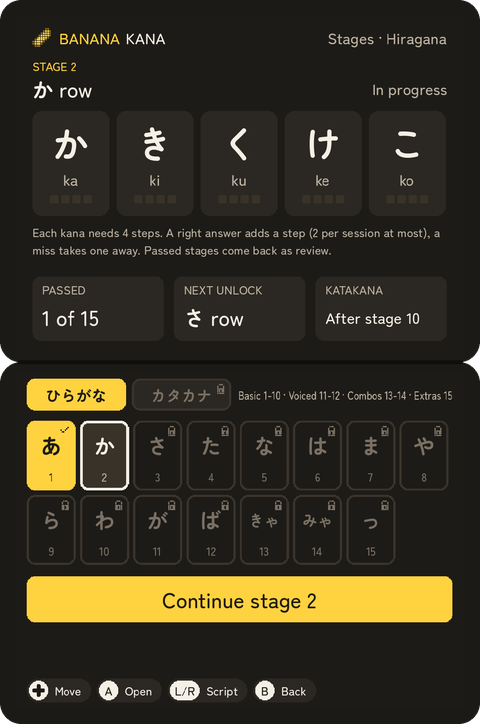 BANANA KANA
Stages · Hiragana
STAGE 2
か row
In progress
か き く け こ
ka ki ku ke ko
Each kana needs 4 steps. A right answer adds a step (2 per session at most), a
miss takes one away. Passed stages come back as review.
PASSED NEXT UNLOCK KATAKANA
1 of 15 さ row After stage 10
ひらがな カタカナ Basic 1-10 · Voiced 11-12 · Combos 13-14 · Extras 15
あ か さ た な は ま や
1 2 3 4 5 6 7 8
ら わ が ば きゃ みゃ っ
9 10 11 12 13 14 15
Continue stage 2
Move A Open L/R Script B Back